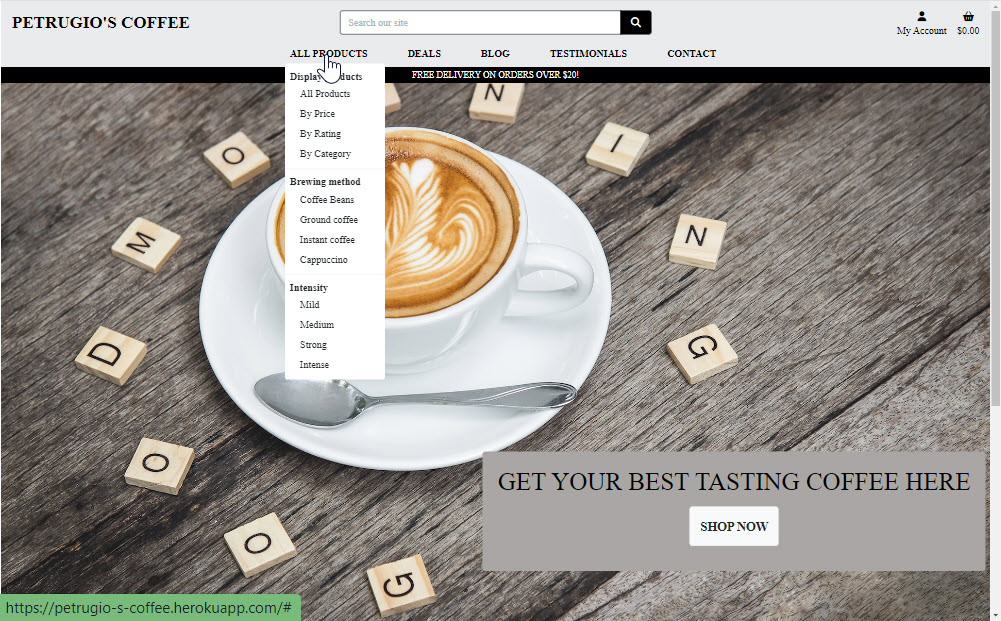 PETRUGIO'S COFFEE
Search our site
My Account
$0.00
ALL PRODUCTS
DEALS
BLOG
TESTIMONIALS
CONTACT
FREE DELIVERY ON ORDERS OVER $20!
Display
All Products
By Price
By Rating
By Category
Brewing method
Coffee Beans
Ground coffee
Instant coffee
Cappuccino
Intensity
Mild
Medium
Strong
Intense
G
O
O
D
M
O
N
I
N
G
GET YOUR BEST TASTING COFFEE HERE
SHOP NOW
https://petrugio-s-coffee.herokuapp.com/#